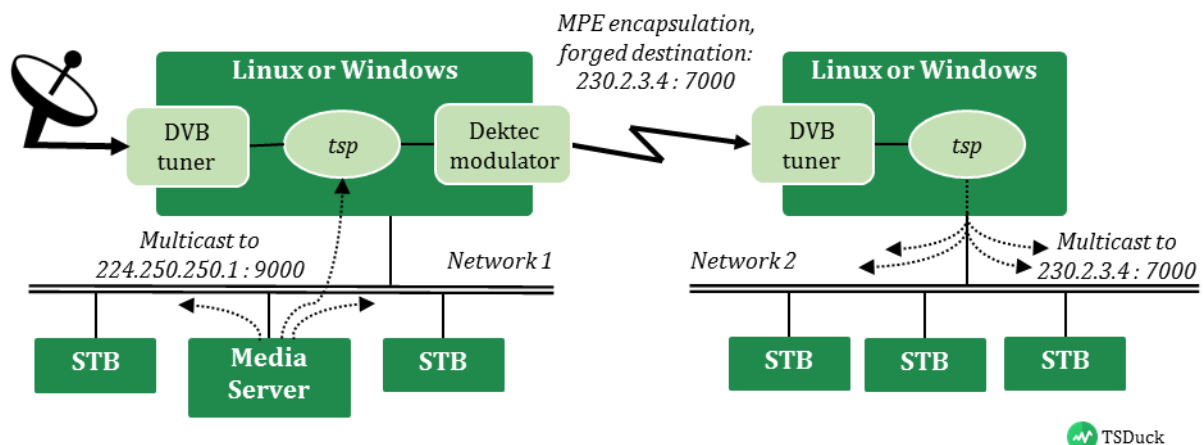 MPE encapsulation,
forged destination:
230.2.3.4 : 7000
Linux or Windows
DVB
tuner
tsp
Dektec
modulator
Linux or Windows
DVB
tuner
tsp
Multicast to
224.250.250.1 : 9000
Network 1
Network 2
Multicast to
230.2.3.4 : 7000
STB
Media
Server
STB
STB
STB
STB
TSDuck